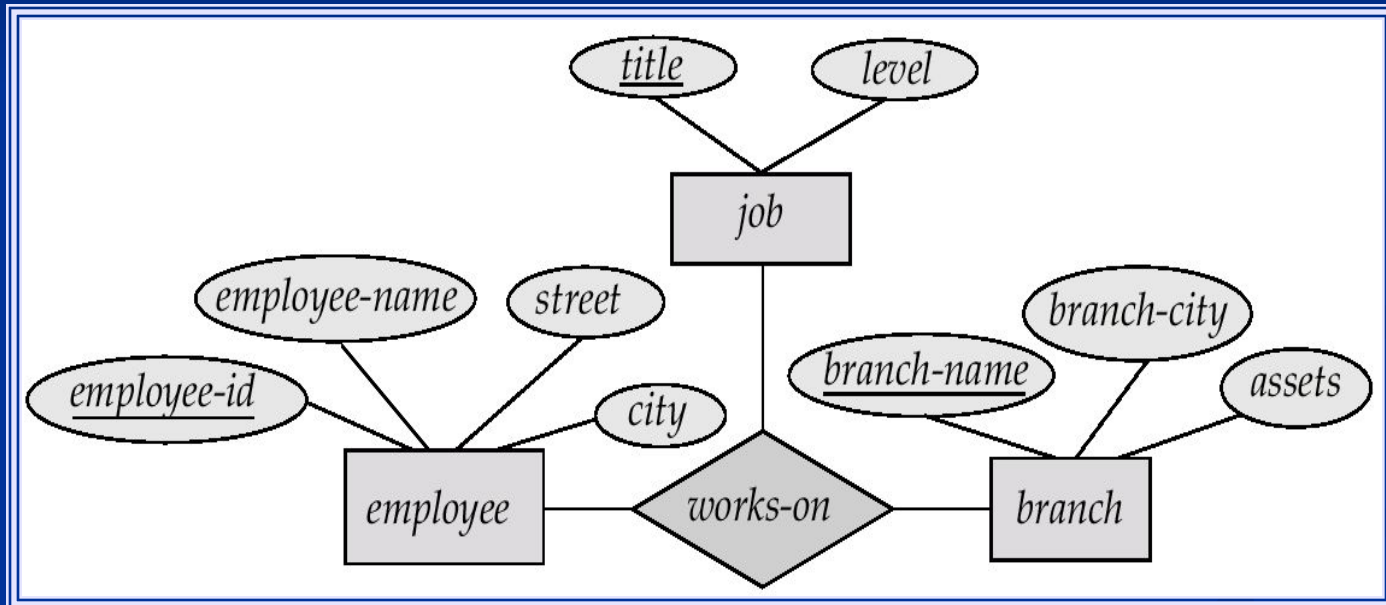 title
level
job
employee-name
street
branch-city
employee-id
branch-name
assets
city
employee
works-on
branch